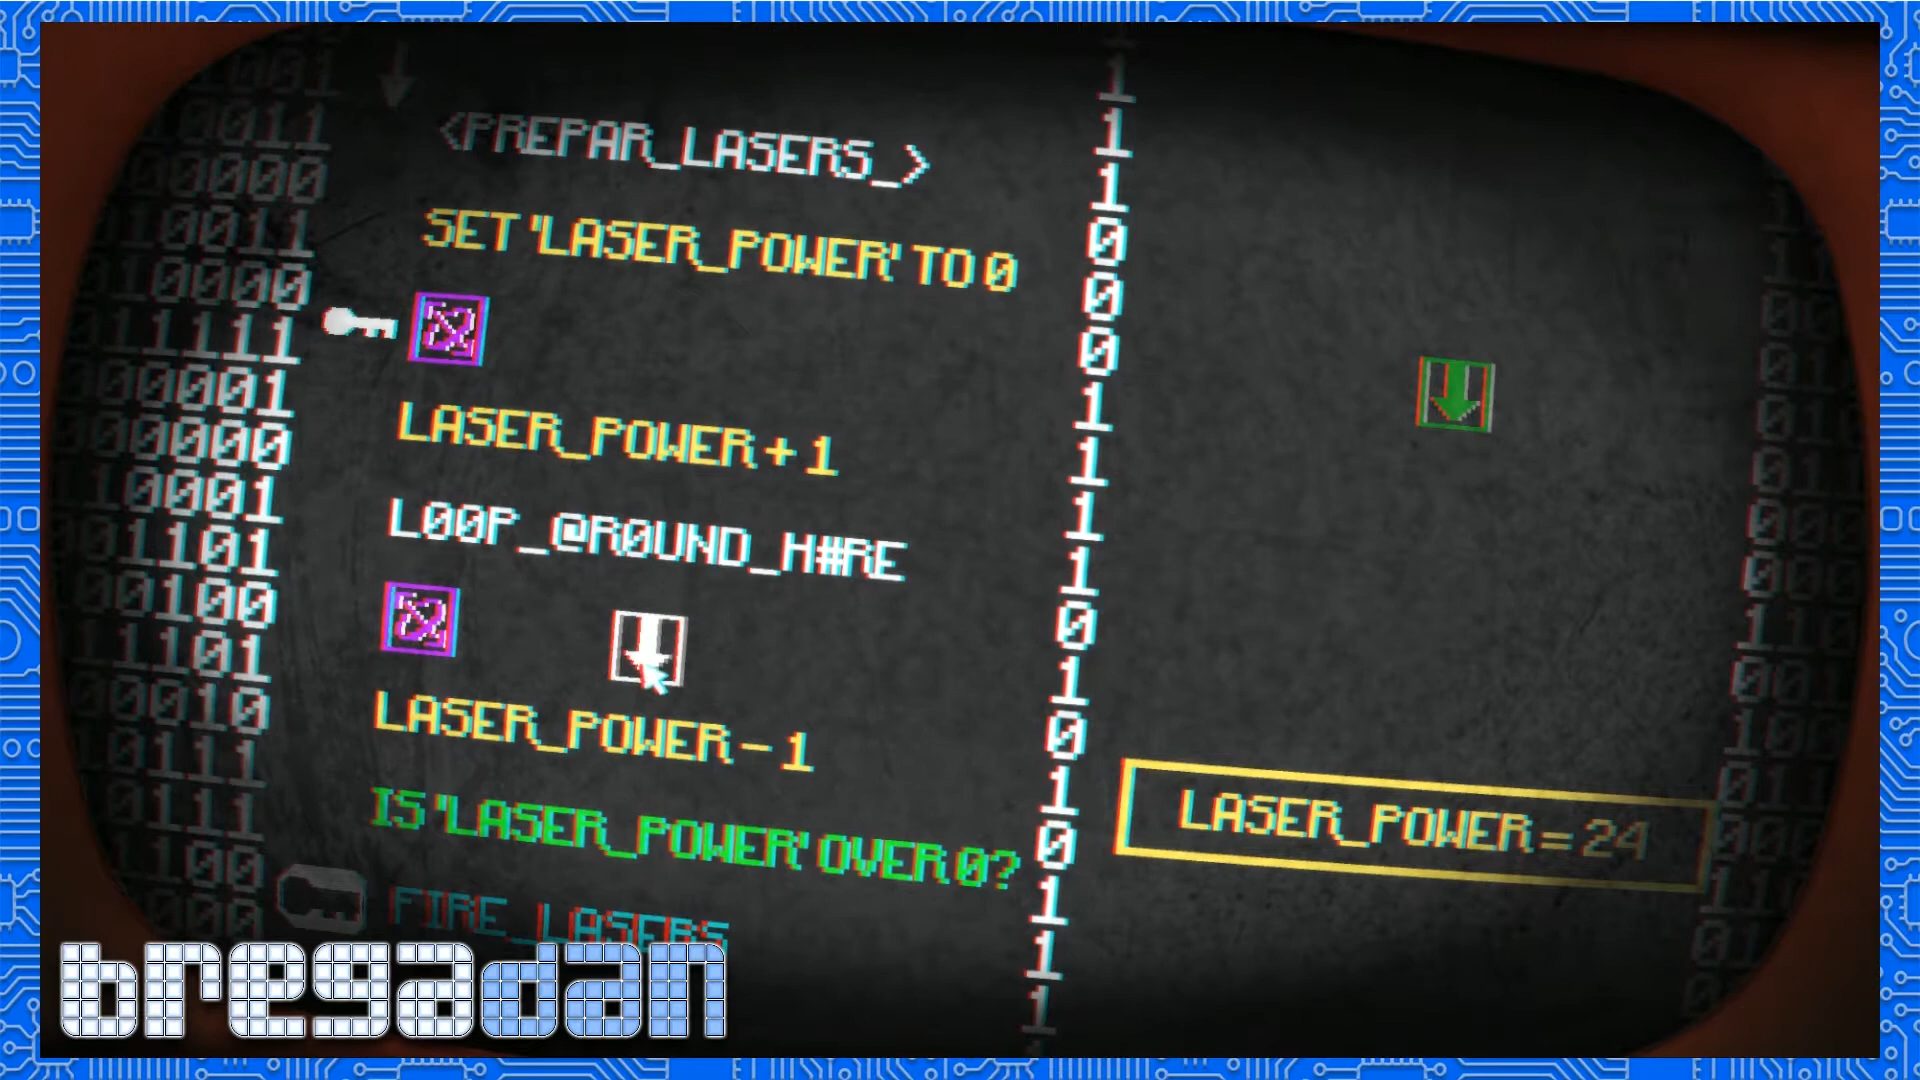 <PREPAR_LASERS_>
SET 'LASER_POWER' TO 0
LASER_POWER + 1
L00P_@R0UND_H#RE
LASER_POWER - 1
IS 'LASER_POWER' OVER 0?
FIRE_LASERS
LASER_POWER = 24
bregadan